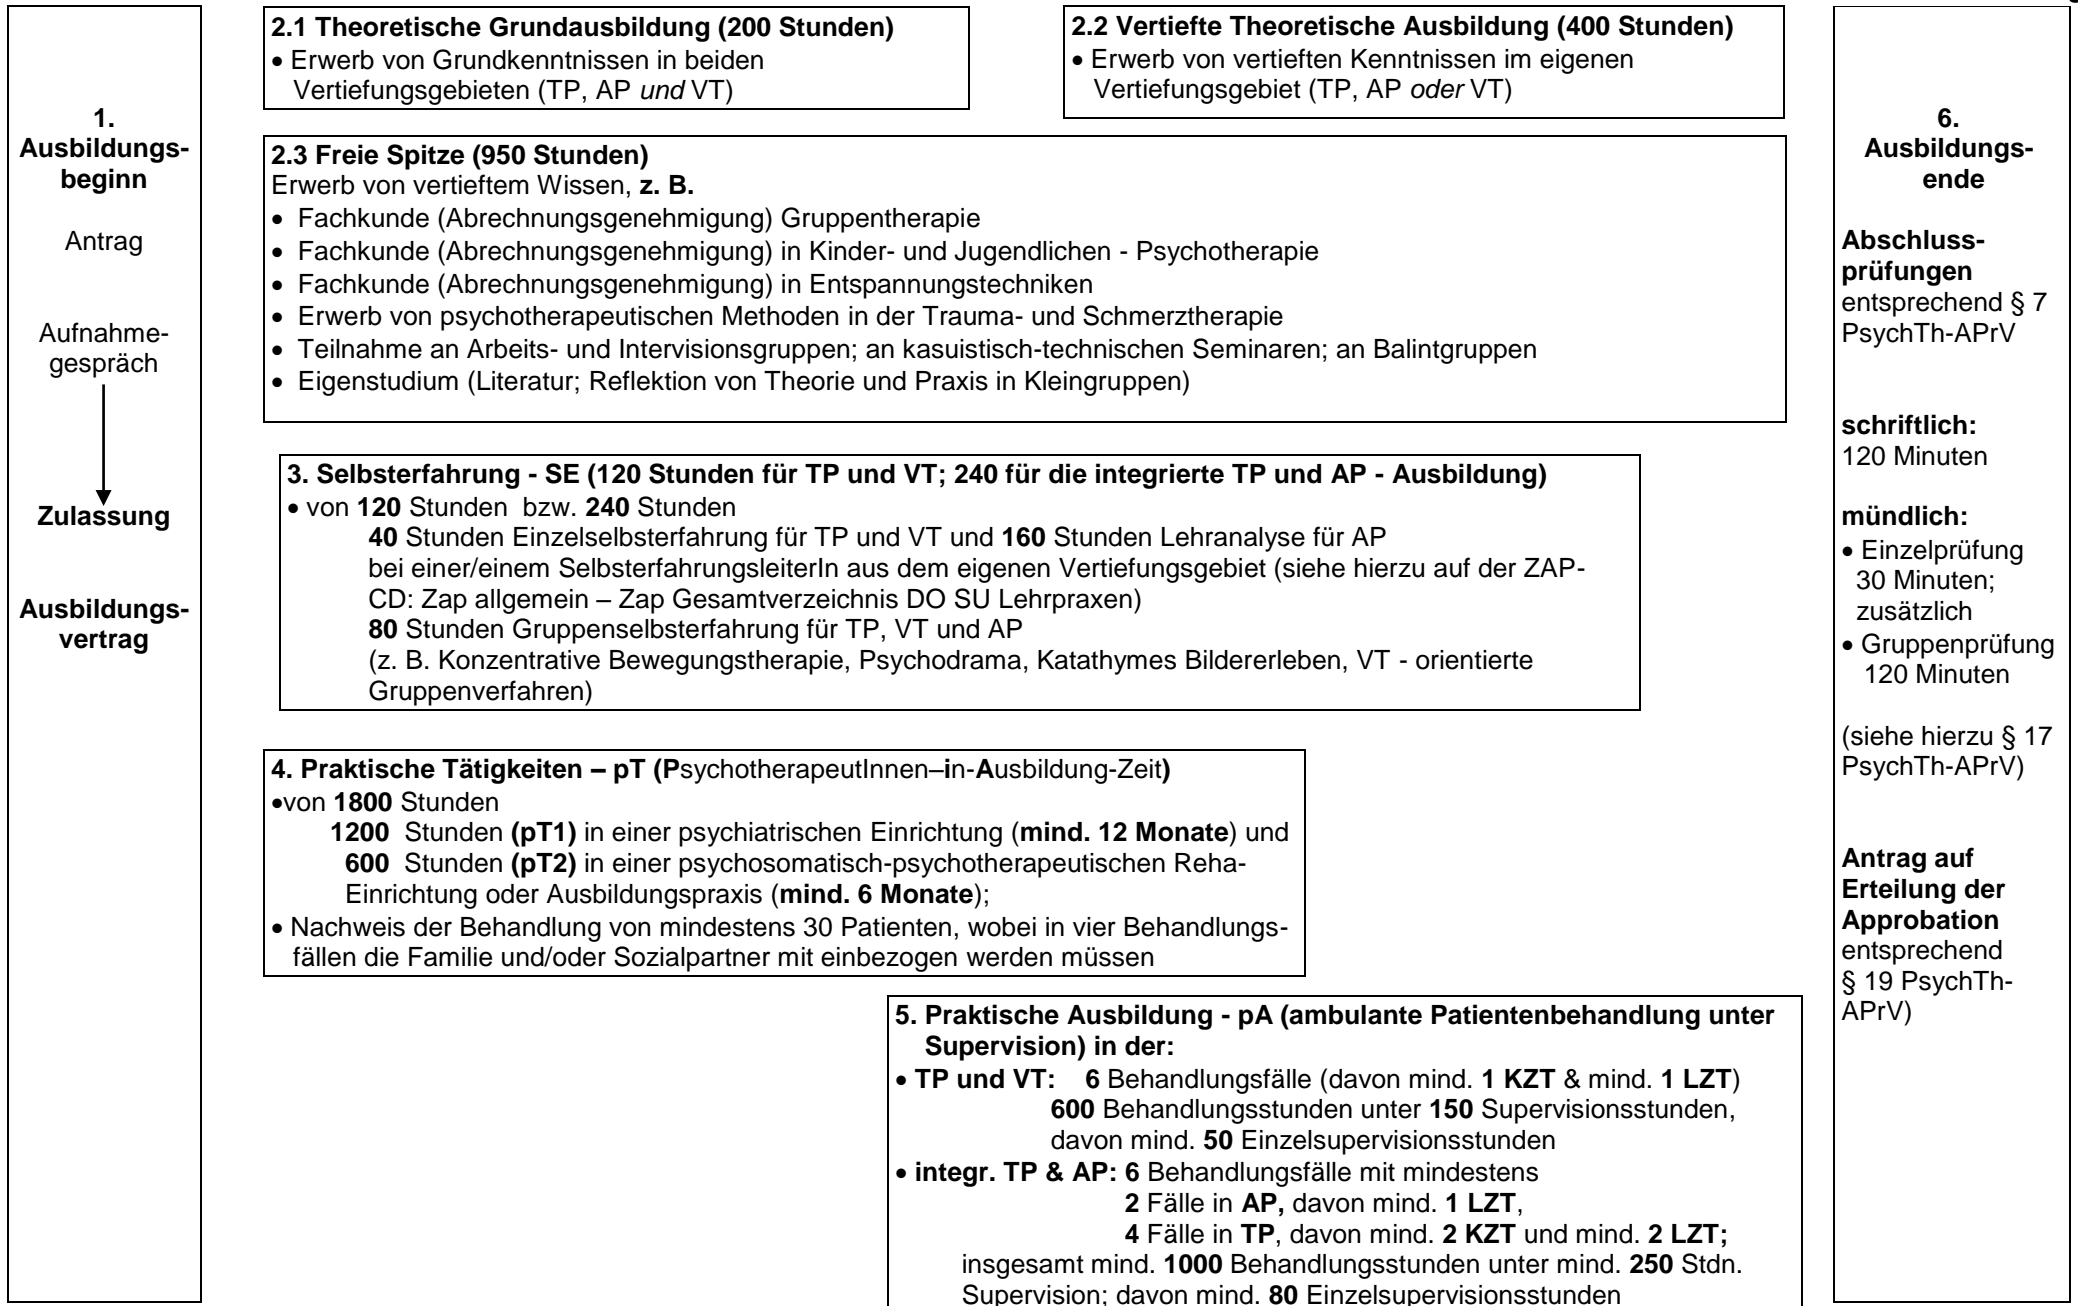 1.
Ausbildungs-
beginn
Antrag
Aufnahme-
gespräch
Zulassung
Ausbildungs-
vertrag
2.1 Theoretische Grundausbildung (200 Stunden)
• Erwerb von Grundkenntnissen in beiden
Vertiefungsgebieten (TP, AP und VT)
2.2 Vertiefte Theoretische Ausbildung (400 Stunden)
• Erwerb von vertieften Kenntnissen im eigenen
Vertiefungsgebiet (TP, AP oder VT)
2.3 Freie Spitze (950 Stunden)
Erwerb von vertieftem Wissen, z. B.
• Fachkunde (Abrechnungsgenehmigung) Gruppentherapie
• Fachkunde (Abrechnungsgenehmigung) in Kinder- und Jugendlichen - Psychotherapie
• Fachkunde (Abrechnungsgenehmigung) in Entspannungstechniken
• Erwerb von psychotherapeutischen Methoden in der Trauma- und Schmerztherapie
• Teilnahme an Arbeits- und Intervisionsgruppen; an kasuistisch-technischen Seminaren; an Balintgruppen
• Eigenstudium (Literatur; Reflektion von Theorie und Praxis in Kleingruppen)
3. Selbsterfahrung - SE (120 Stunden für TP und VT; 240 für die integrierte TP und AP - Ausbildung)
• von 120 Stunden bzw. 240 Stunden
40 Stunden Einzelselbsterfahrung für TP und VT und 160 Stunden Lehranalyse für AP
bei einer/einem SelbsterfahrungsleiterIn aus dem eigenen Vertiefungsgebiet (siehe hierzu auf der ZAP-
CD: Zap allgemein – Zap Gesamtverzeichnis DO SU Lehrpraxen)
80 Stunden Gruppenselbsterfahrung für TP, VT und AP
(z. B. Konzentrative Bewegungstherapie, Psychodrama, Katathymes Bildererleben, VT - orientierte
Gruppenverfahren)
4. Praktische Tätigkeiten – pT (PsychotherapeutInnen–in-Ausbildung-Zeit)
•von 1800 Stunden
1200 Stunden (pT1) in einer psychiatrischen Einrichtung (mind. 12 Monate) und
600 Stunden (pT2) in einer psychosomatisch-psychotherapeutischen Reha-
Einrichtung oder Ausbildungspraxis (mind. 6 Monate);
• Nachweis der Behandlung von mindestens 30 Patienten, wobei in vier Behandlungs-
fällen die Familie und/oder Sozialpartner mit einbezogen werden müssen
5. Praktische Ausbildung - pA (ambulante Patientenbehandlung unter
Supervision) in der:
• TP und VT: 6 Behandlungsfälle (davon mind. 1 KZT & mind. 1 LZT)
600 Behandlungsstunden unter 150 Supervisionsstunden,
davon mind. 50 Einzelsupervisionsstunden
• integr. TP & AP: 6 Behandlungsfälle mit mindestens
2 Fälle in AP, davon mind. 1 LZT,
4 Fälle in TP, davon mind. 2 KZT und mind. 2 LZT;
insgesamt mind. 1000 Behandlungsstunden unter mind. 250 Stdn.
Supervision; davon mind. 80 Einzelsupervisionsstunden
6.
Ausbildungs-
ende
Abschluss-
prüfungen
entsprechend § 7
PsychTh-APrV
schriftlich:
120 Minuten
mündlich:
• Einzelprüfung
30 Minuten;
zusätzlich
• Gruppenprüfung
120 Minuten
(siehe hierzu § 17
PsychTh-APrV)
Antrag auf
Erteilung der
Approbation
entsprechend
§ 19 PsychTh-
APrV)